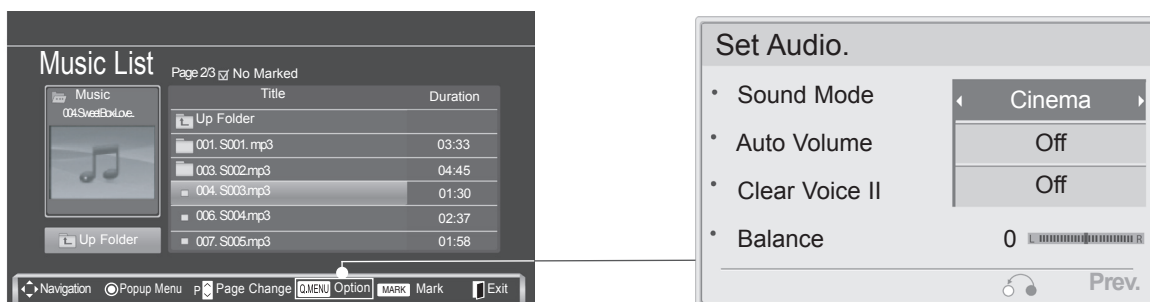 Music List
Page 2/3 No Marked
Music
004.SweetBoxLove..
Up Folder
Title Duration
Up Folder
001. S001. mp3 03:33
003. S002.mp3 04:45
004. S003.mp3 01:30
006. S004.mp3 02:37
007. S005.mp3 01:58
Navigation Popup Menu P Page Change Q.MENU Option MARK Mark Exit
Set Audio.
• Sound Mode Cinema
• Auto Volume Off
• Clear Voice II Off
• Balance 0 L R
Prev.